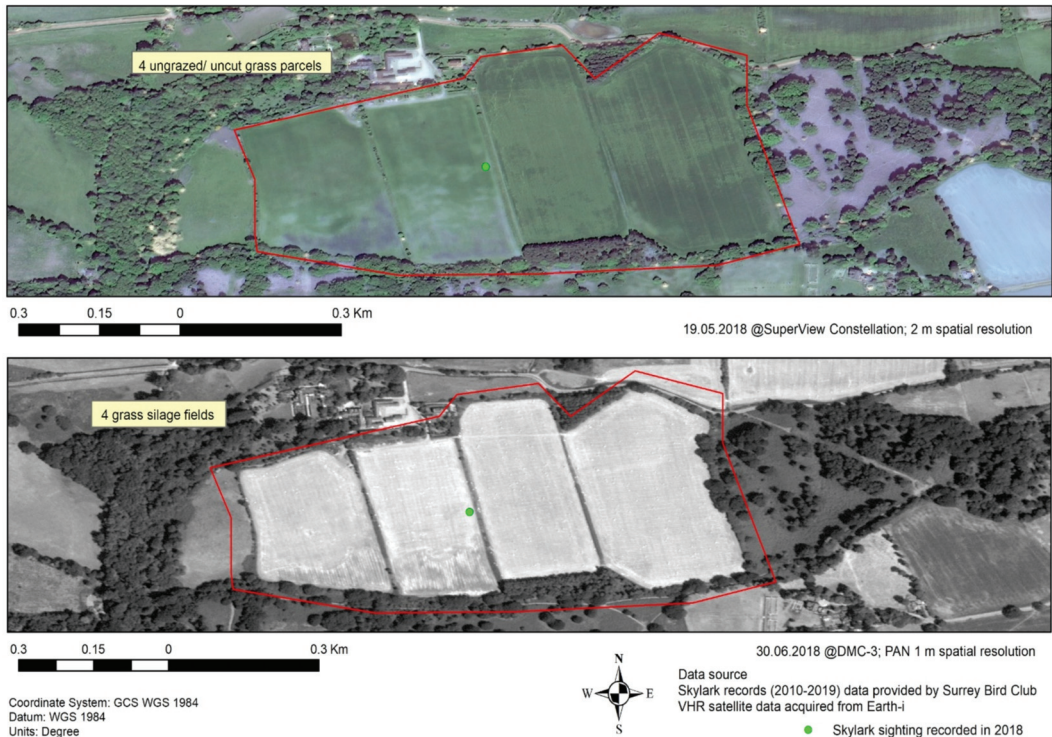 4 ungrazed/ uncut grass parcels
0.3 0.15 0 0.3 Km
19.05.2018 @SuperView Constellation; 2 m spatial resolution
4 grass silage fields
0.3 0.15 0 0.3 Km
30.06.2018 @DMC-3; PAN 1 m spatial resolution
Coordinate System: GCS WGS 1984
Datum: WGS 1984
Units: Degree
N
W E
S
Data source
Skylark records (2010-2019) data provided by Surrey Bird Club
VHR satellite data acquired from Earth-i
Skylark sighting recorded in 2018